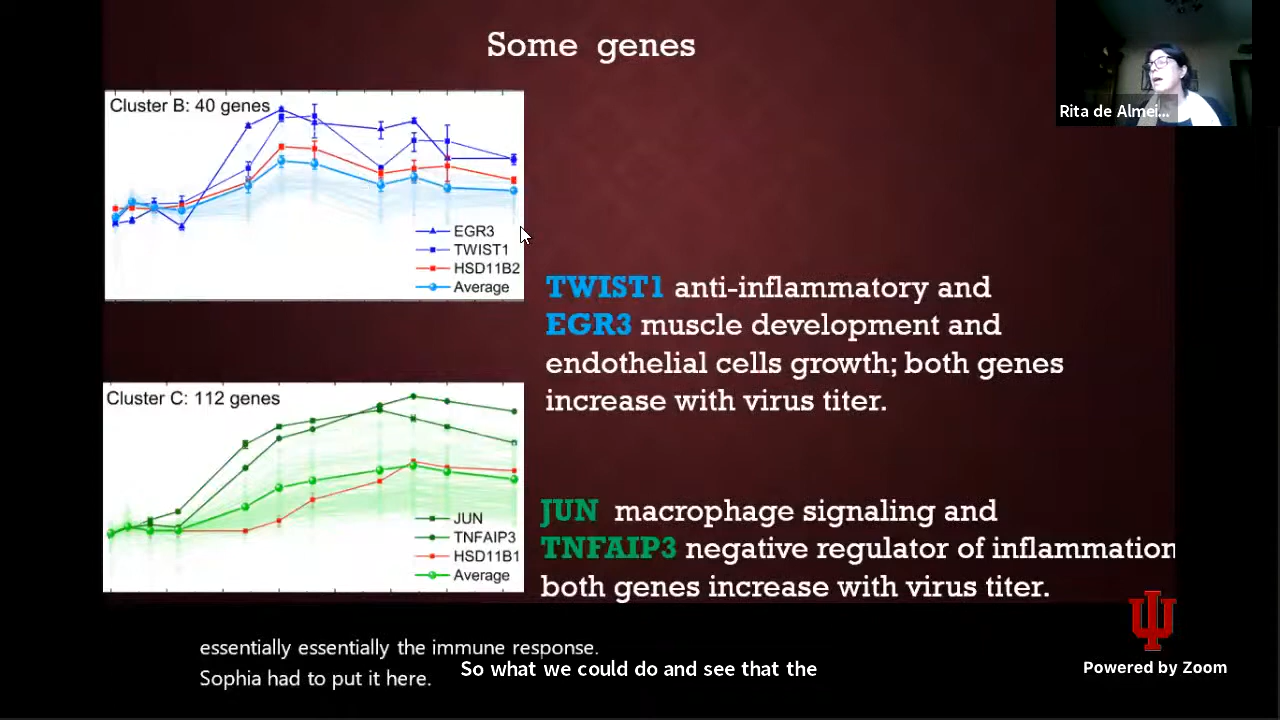 Some genes
Rita de Almei...
Cluster B: 40 genes
EGR3
TWIST1
HSD11B2
Average
TWIST1 anti-inflammatory and
EGR3 muscle development and
endothelial cells growth; both genes
increase with virus titer.
Cluster C: 112 genes
JUN
TNFAIP3
HSD11B1
Average
JUN macrophage signaling and
TNFAIP3 negative regulator of inflammation
both genes increase with virus titer.
essentially essentially the immune response.
Sophia had to put it here.
So what we could do and see that the
Powered by Zoom